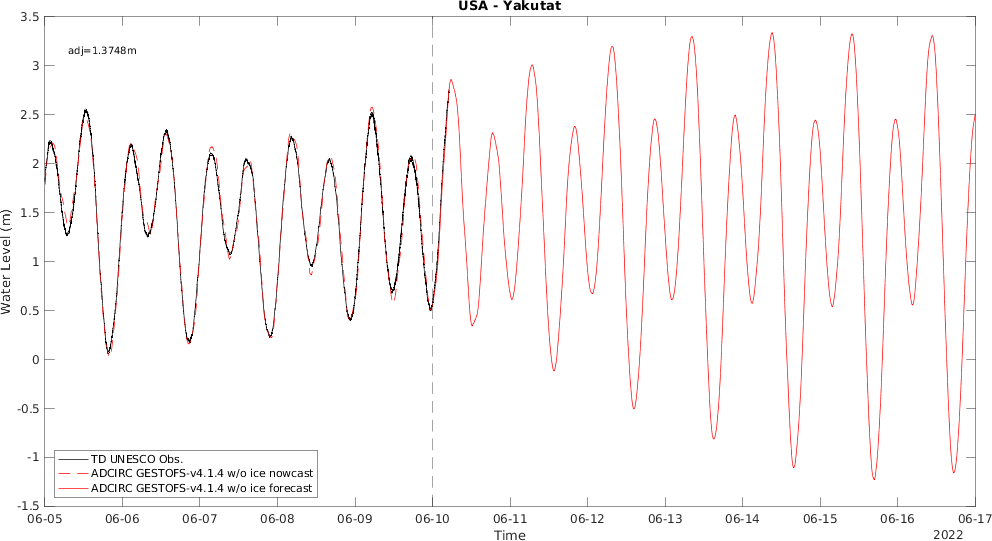 USA - Yakutat
adj=1.3748m
Water Level (m)
3.5
3
2.5
2
1.5
1
0.5
0
-0.5
-1
-1.5
TD UNESCO Obs.
ADCIRC GESTOFS-v4.1.4 w/o ice nowcast
ADCIRC GESTOFS-v4.1.4 w/o ice forecast
06-05 06-06 06-07 06-08 06-09 06-10 06-11 06-12 06-13 06-14 06-15 06-16 06-17
Time
2022